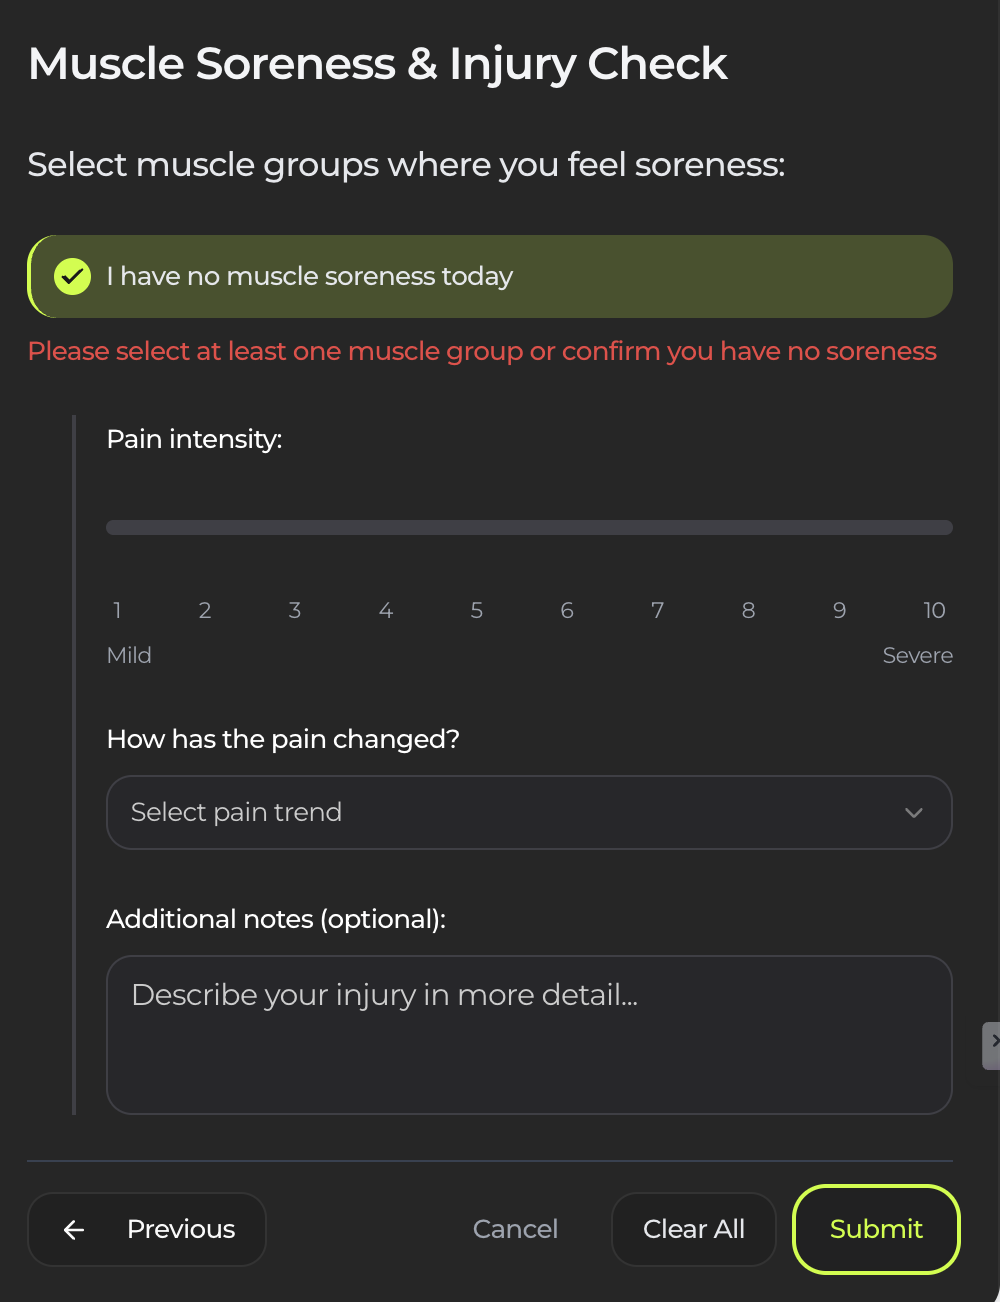 Muscle Soreness & Injury Check
Select muscle groups where you feel soreness:
I have no muscle soreness today
Please select at least one muscle group or confirm you have no soreness
Pain intensity:
1 2 3 4 5 6 7 8 9 10
Mild Severe
How has the pain changed?
Select pain trend
Additional notes (optional):
Describe your injury in more detail...
Previous Cancel Clear All Submit